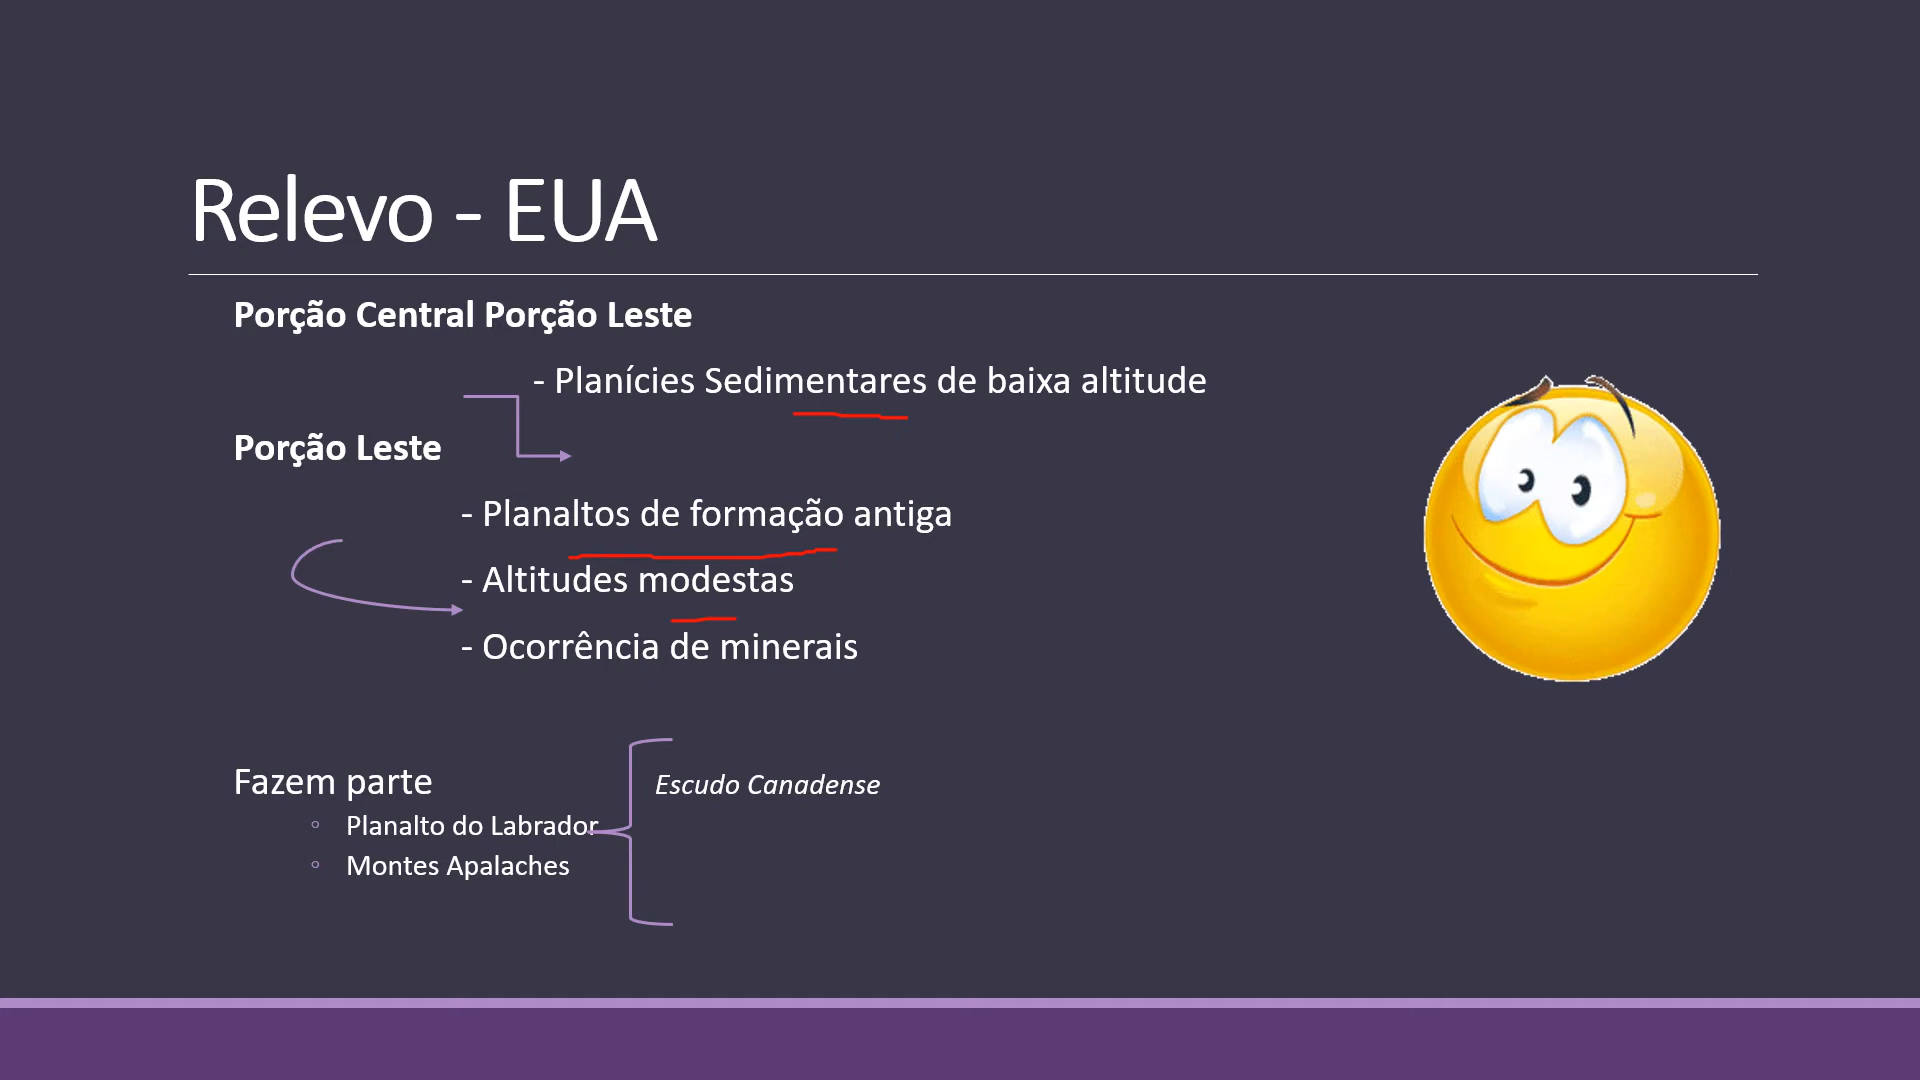 Relevo - EUA
Porção Central Porção Leste
- Planícies Sedimentares de baixa altitude
Porção Leste
- Planaltos de formação antiga
- Altitudes modestas
- Ocorrência de minerais
Fazem parte
Escudo Canadense
◦ Planalto do Labrador
◦ Montes Apalaches